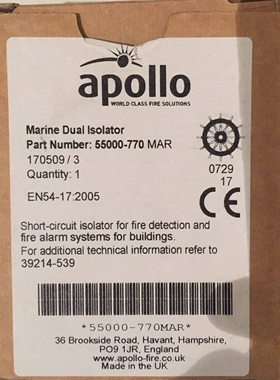 apollo
WORLD CLASS FIRE SOLUTIONS
Marine Dual Isolator
Part Number: 55000-770 MAR
170509 / 3
Quantity: 1
0729
17
EN54-17:2005
CE
Short-circuit isolator for fire detection and
fire alarm systems for buildings.
For additional technical information refer to
39214-539
*55000-770MAR*
36 Brookside Road, Havant, Hampshire,
PO9 1JR, England
www.apollo-fire.co.uk
Made in the UK